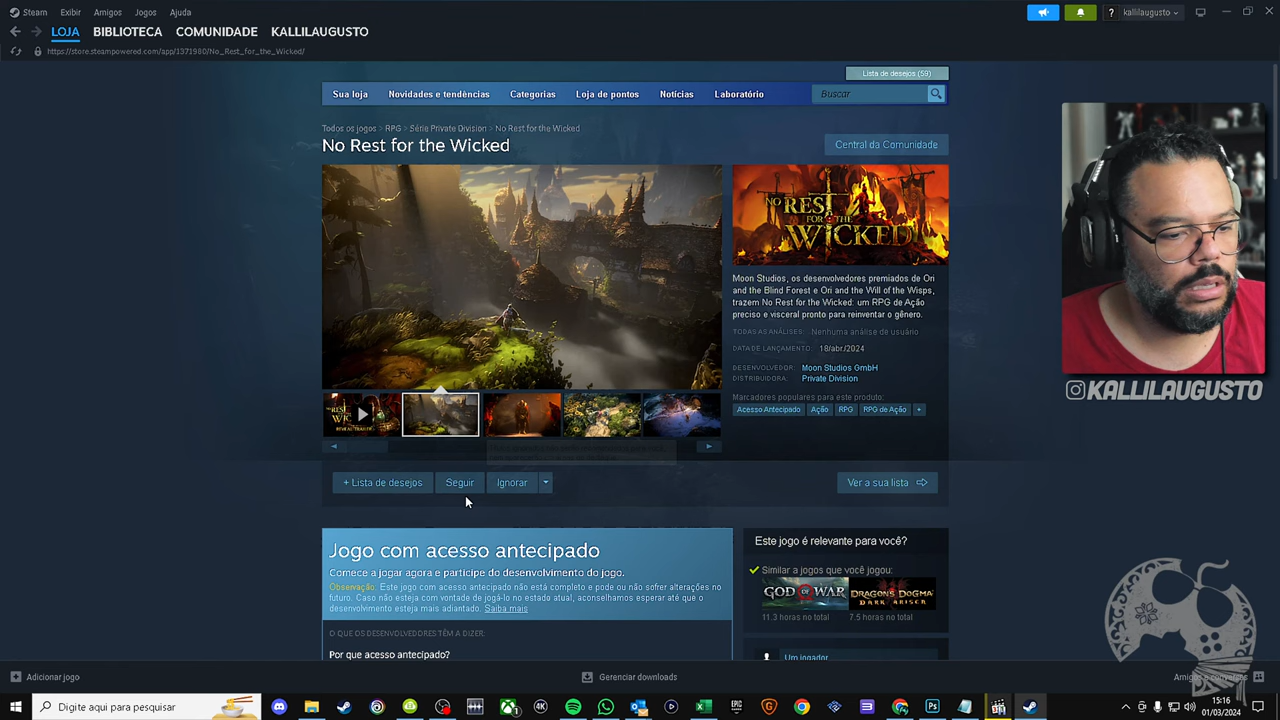 Steam Exibir Amigos Jogos Ajuda
kallilaugusto
LOJA BIBLIOTECA COMUNIDADE KALLILAUGUSTO
https://store.steampowered.com/app/1371980/No_Rest_for_the_Wicked/
Lista de desejos (59)
Sua loja Novidades e tendências Categorias Loja de pontos Notícias Laboratório Buscar
Todos os jogos > RPG > Série Private Division > No Rest for the Wicked
No Rest for the Wicked
Central da Comunidade
NO REST
FOR THE
WICKED
Moon Studios, os desenvolvedores premiados de Ori
and the Blind Forest e Ori and the Will of the Wisps,
trazem No Rest for the Wicked: um RPG de Ação
preciso e visceral pronto para reinventar o gênero.
TODAS AS ANÁLISES: Nenhuma análise de usuário
DATA DE LANÇAMENTO: 18/abr./2024
DESENVOLVEDOR: Moon Studios GmbH
DISTRIBUIDORA: Private Division
Marcadores populares para este produto:
Acesso Antecipado Ação RPG RPG de Ação +
KALLILAUGUSTO
+ Lista de desejos Seguir Ignorar Ver a sua lista
Jogo com acesso antecipado
Comece a jogar agora e participe do desenvolvimento do jogo.
Observação: Este jogo com acesso antecipado não está completo e pode ou não sofrer alterações no
futuro. Caso não esteja com vontade de jogá-lo no estado atual, aconselhamos esperar até que o
desenvolvimento esteja mais adiantado. Saiba mais
O QUE OS DESENVOLVEDORES TÊM A DIZER:
Por que acesso antecipado?
Este jogo é relevante para você?
Similar a jogos que você jogou:
GOD OF WAR DRAGON'S DOGMA
DARK ARISEN
11.3 horas no total 7.5 horas no total
Um jogador
Adicionar jogo Gerenciar downloads Amigos e conversas
Digite aqui para pesquisar
15:16
01/03/2024